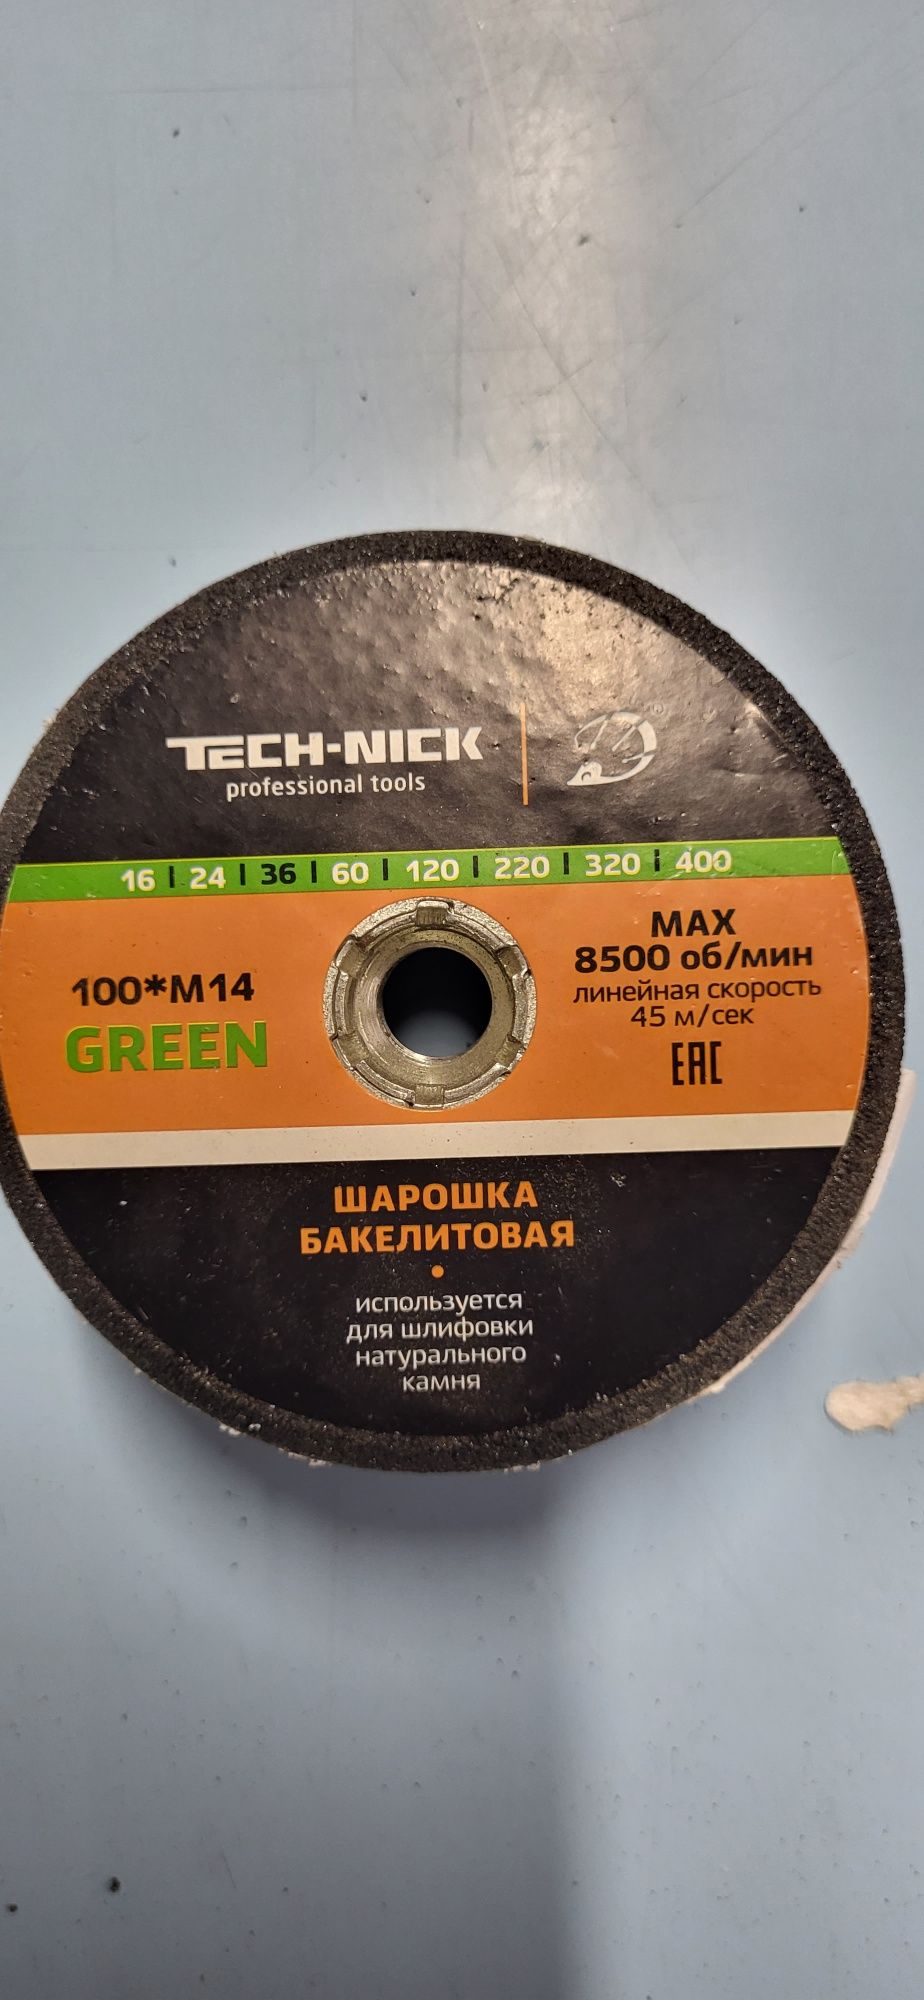 TECH-NICK
professional tools
16 | 24 | 36 | 60 | 120 | 220 | 320 | 400
100*M14
GREEN
MAX
8500 об/мин
линейная скорость
45 м/сек
EAC
ШАРОШКА
БАКЕЛИТОВАЯ
•
используется
для шлифовки
натурального
камня